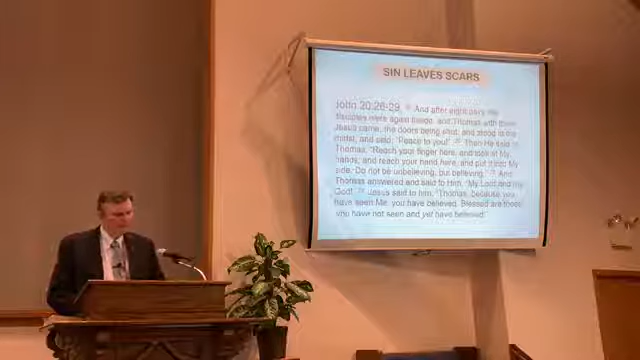 SIN LEAVES SCARS
John 20:26-29, 26 And after eight days His
disciples were again inside, and Thomas with them.
Jesus came, the doors being shut, and stood in the
midst, and said, "Peace to you!" 27 Then He said to
Thomas, "Reach your finger here, and look at My
hands; and reach your hand here, and put it into My
side. Do not be unbelieving, but believing." 28 And
Thomas answered and said to Him, "My Lord and my
God!" 29 Jesus said to him, "Thomas, because you
have seen Me, you have believed. Blessed are those
who have not seen and yet have believed."